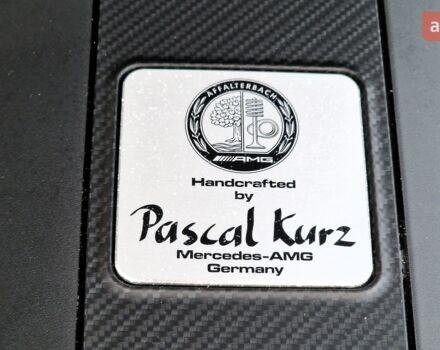 AFFALTERBACH
AMG
Handcrafted
by
Pascal Kurz
Mercedes-AMG
Germany
a